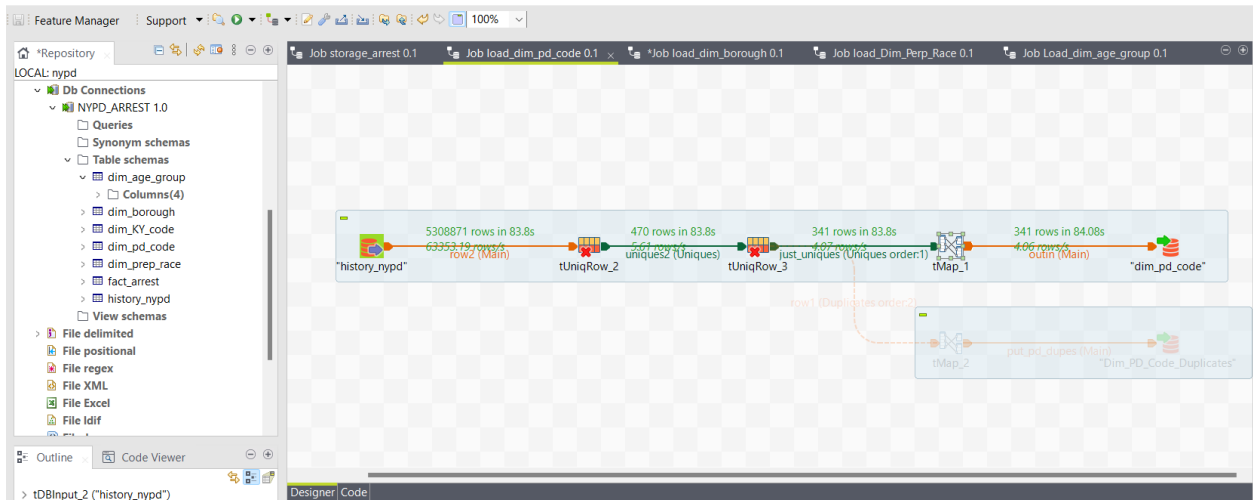 Feature Manager Support 100%
*Repository
LOCAL: nypd
Db Connections
NYPD_ARREST 1.0
Queries
Synonym schemas
Table schemas
dim_age_group
Columns(4)
dim_borough
dim_KY_code
dim_pd_code
dim_prep_race
fact_arrest
history_nypd
View schemas
File delimited
File positional
File regex
File XML
File Excel
File ldif
Outline Code Viewer
tDBInput_2 ("history_nypd")
Job storage_arrest 0.1 Job load_dim_pd_code 0.1 *Job load_dim_borough 0.1 Job load_Dim_Perp_Race 0.1 Job Load_dim_age_group 0.1
5308871 rows in 83.8s 470 rows in 83.8s 341 rows in 83.8s 341 rows in 84.08s
63353.19 rows/s 5.61 rows/s 4.07 rows/s 4.06 rows/s
row2 (Main) uniques2 (Uniques) just_uniques (Uniques order:1) outin (Main)
"history_nypd" tUniqRow_2 tUniqRow_3 tMap_1 "dim_pd_code"
row1 (Duplicates order:2)
put_pd_dupes (Main)
tMap_2 "Dim_PD_Code_Duplicates"
Designer Code